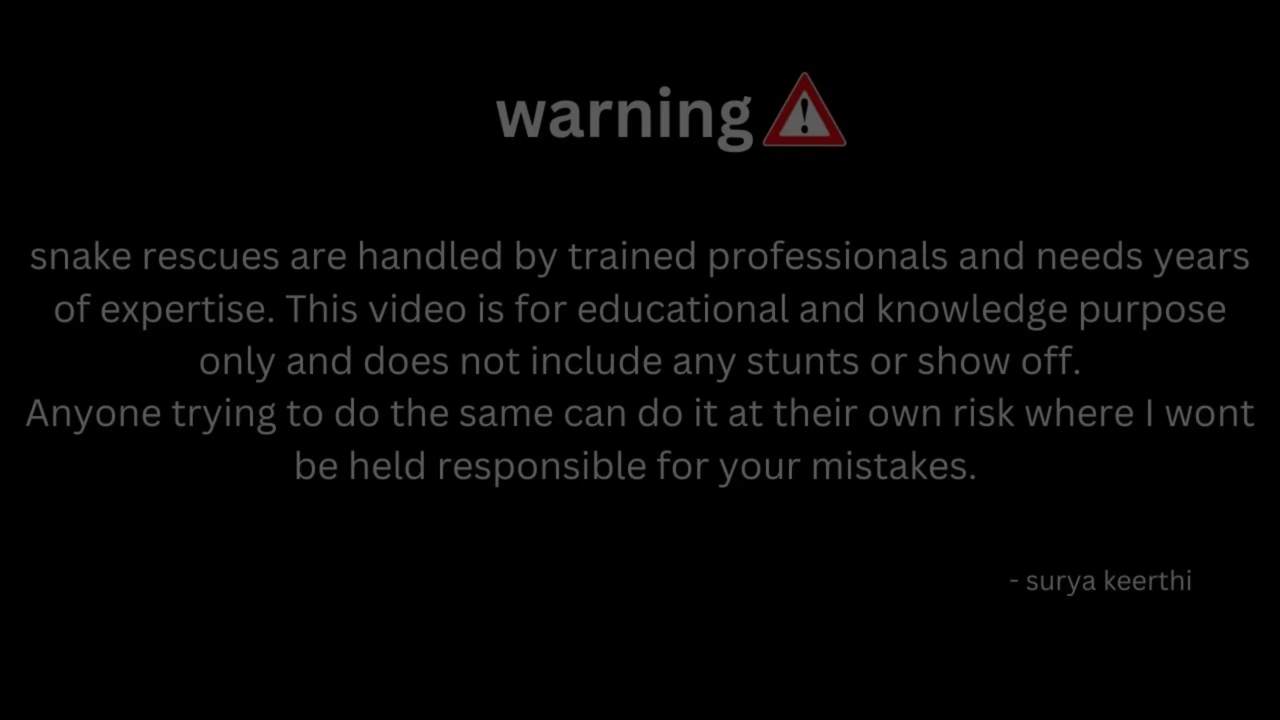 warning
snake rescues are handled by trained professionals and needs years
of expertise. This video is for educational and knowledge purpose
only and does not include any stunts or show off.
Anyone trying to do the same can do it at their own risk where I wont
be held responsible for your mistakes.
- surya keerthi